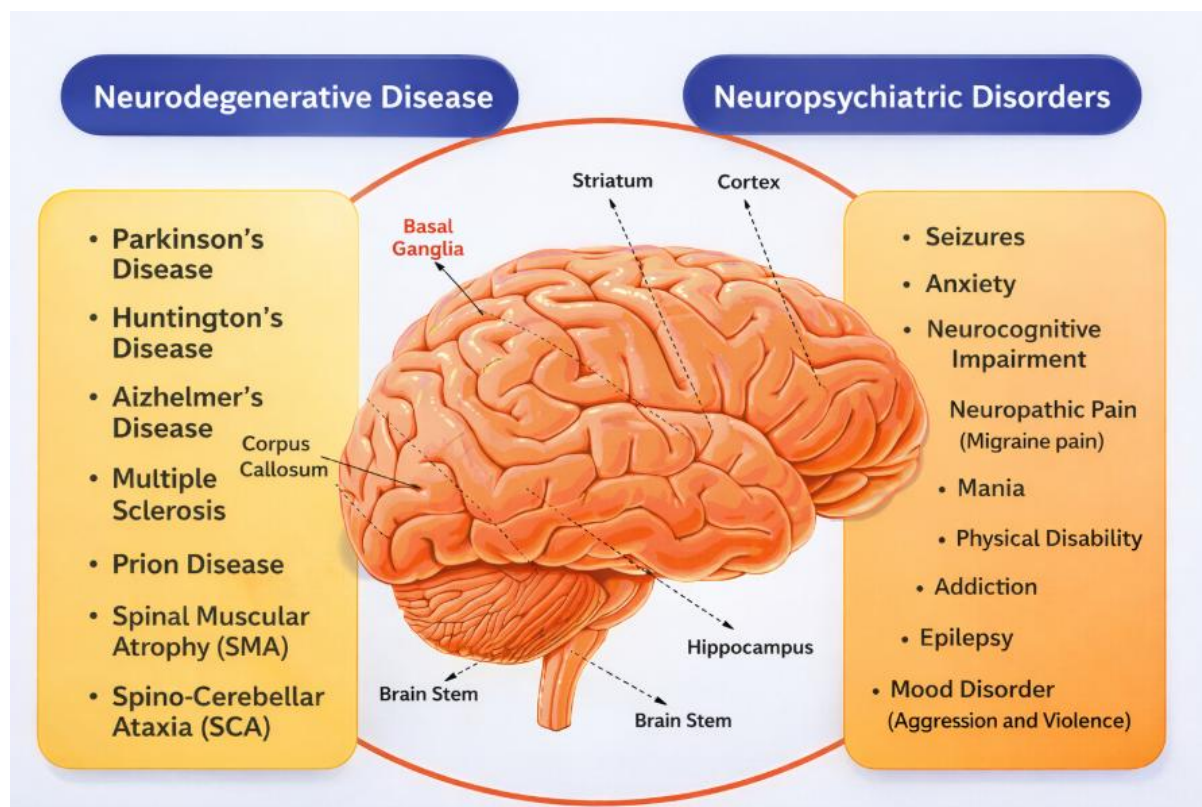 Neurodegenerative Disease
Neuropsychiatric Disorders
• Parkinson's
Disease
• Huntington's
Disease
• Aizhelmer's
Disease
• Multiple
Sclerosis
• Prion Disease
• Spinal Muscular
Atrophy (SMA)
• Spino-Cerebellar
Ataxia (SCA)
Striatum
Cortex
Basal
Ganglia
Corpus
Callosum
Hippocampus
Brain Stem
Brain Stem
• Seizures
• Anxiety
• Neurocognitive
Impairment
Neuropathic Pain
(Migraine pain)
• Mania
• Physical Disability
• Addiction
• Epilepsy
• Mood Disorder
(Aggression and Violence)